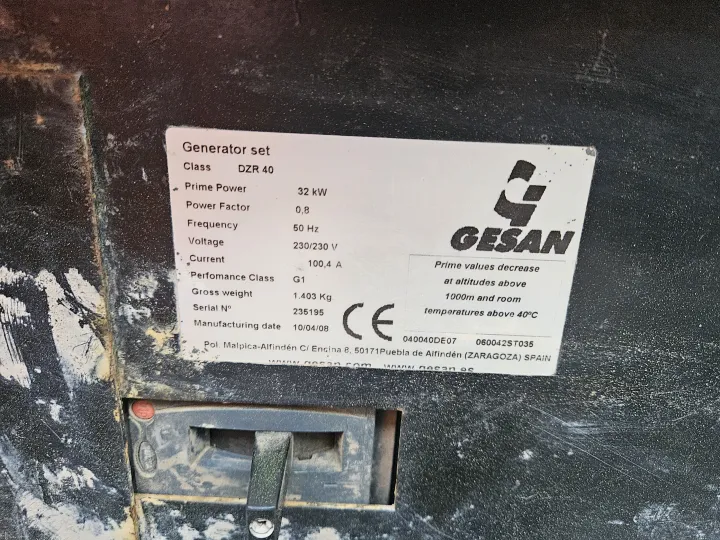 Generator set
Class DZR 40
Prime Power 32 kW
Power Factor 0,8
Frequency 50 Hz
Voltage 230/230 V
Current 100,4 A
Perfomance Class G1
Gross weight 1.403 Kg
Serial Nº 235195
Manufacturing date 10/04/08
CE
GESAN
Prime values decrease
at altitudes above
1000m and room
temperatures above 40ºC
040040DE07 060042ST035
Pol. Malpica-Alfindén C/ Encina 8, 50171Puebla de Alfindén (ZARAGOZA) SPAIN
www.gesan.com www.gesan.es